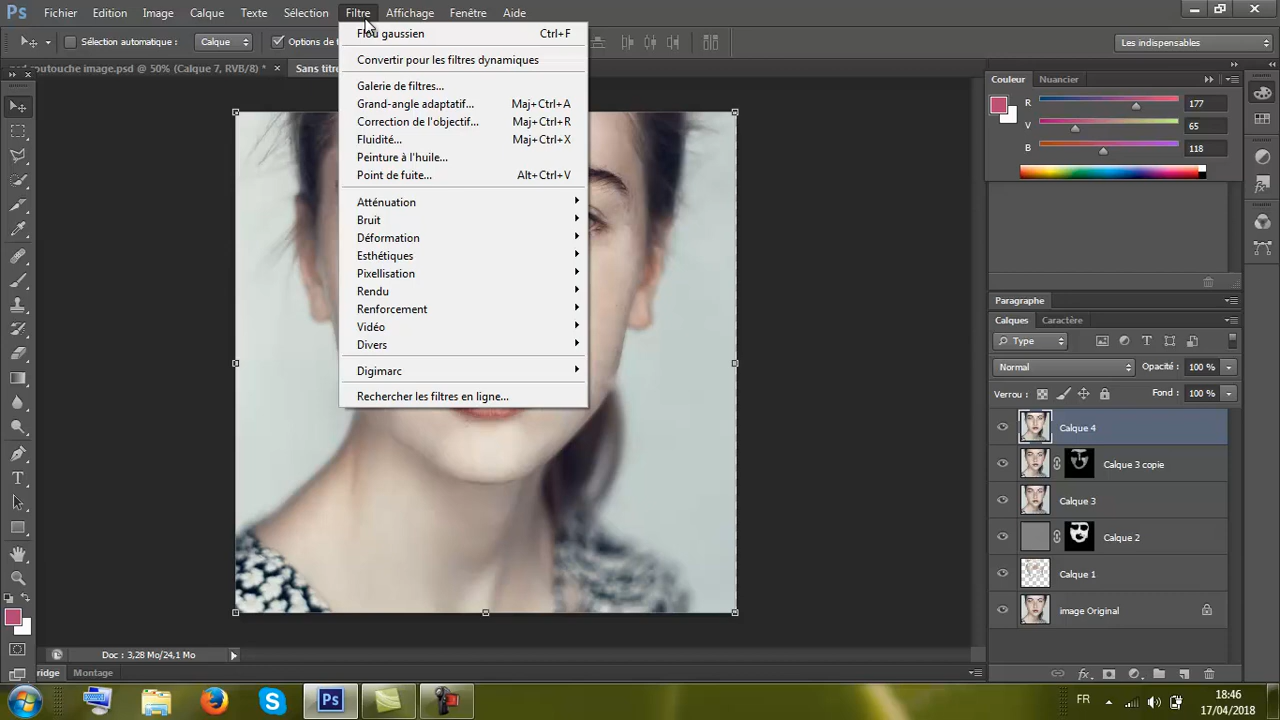 Ps Fichier Edition Image Calque Texte Sélection Filtre Affichage Fenêtre Aide
Sélection automatique : Calque Options de t Les indispensables
psd routouche image.psd @ 50% (Calque 7, RVB/8) * × Sans titre
Flou gaussien Ctrl+F
Convertir pour les filtres dynamiques
Galerie de filtres...
Grand-angle adaptatif... Maj+Ctrl+A
Correction de l'objectif... Maj+Ctrl+R
Fluidité... Maj+Ctrl+X
Peinture à l'huile...
Point de fuite... Alt+Ctrl+V
Atténuation
Bruit
Déformation
Esthétiques
Pixellisation
Rendu
Renforcement
Vidéo
Divers
Digimarc
Rechercher les filtres en ligne...
Couleur Nuancier
R 177
V 65
B 118
Paragraphe
Calques Caractère
Type
Normal Opacité : 100 %
Verrou : Fond : 100 %
Calque 4
Calque 3 copie
Calque 3
Calque 2
Calque 1
image Original
Doc : 3,28 Mo/24,1 Mo
ridge Montage
Ps FR 18:46
17/04/2018